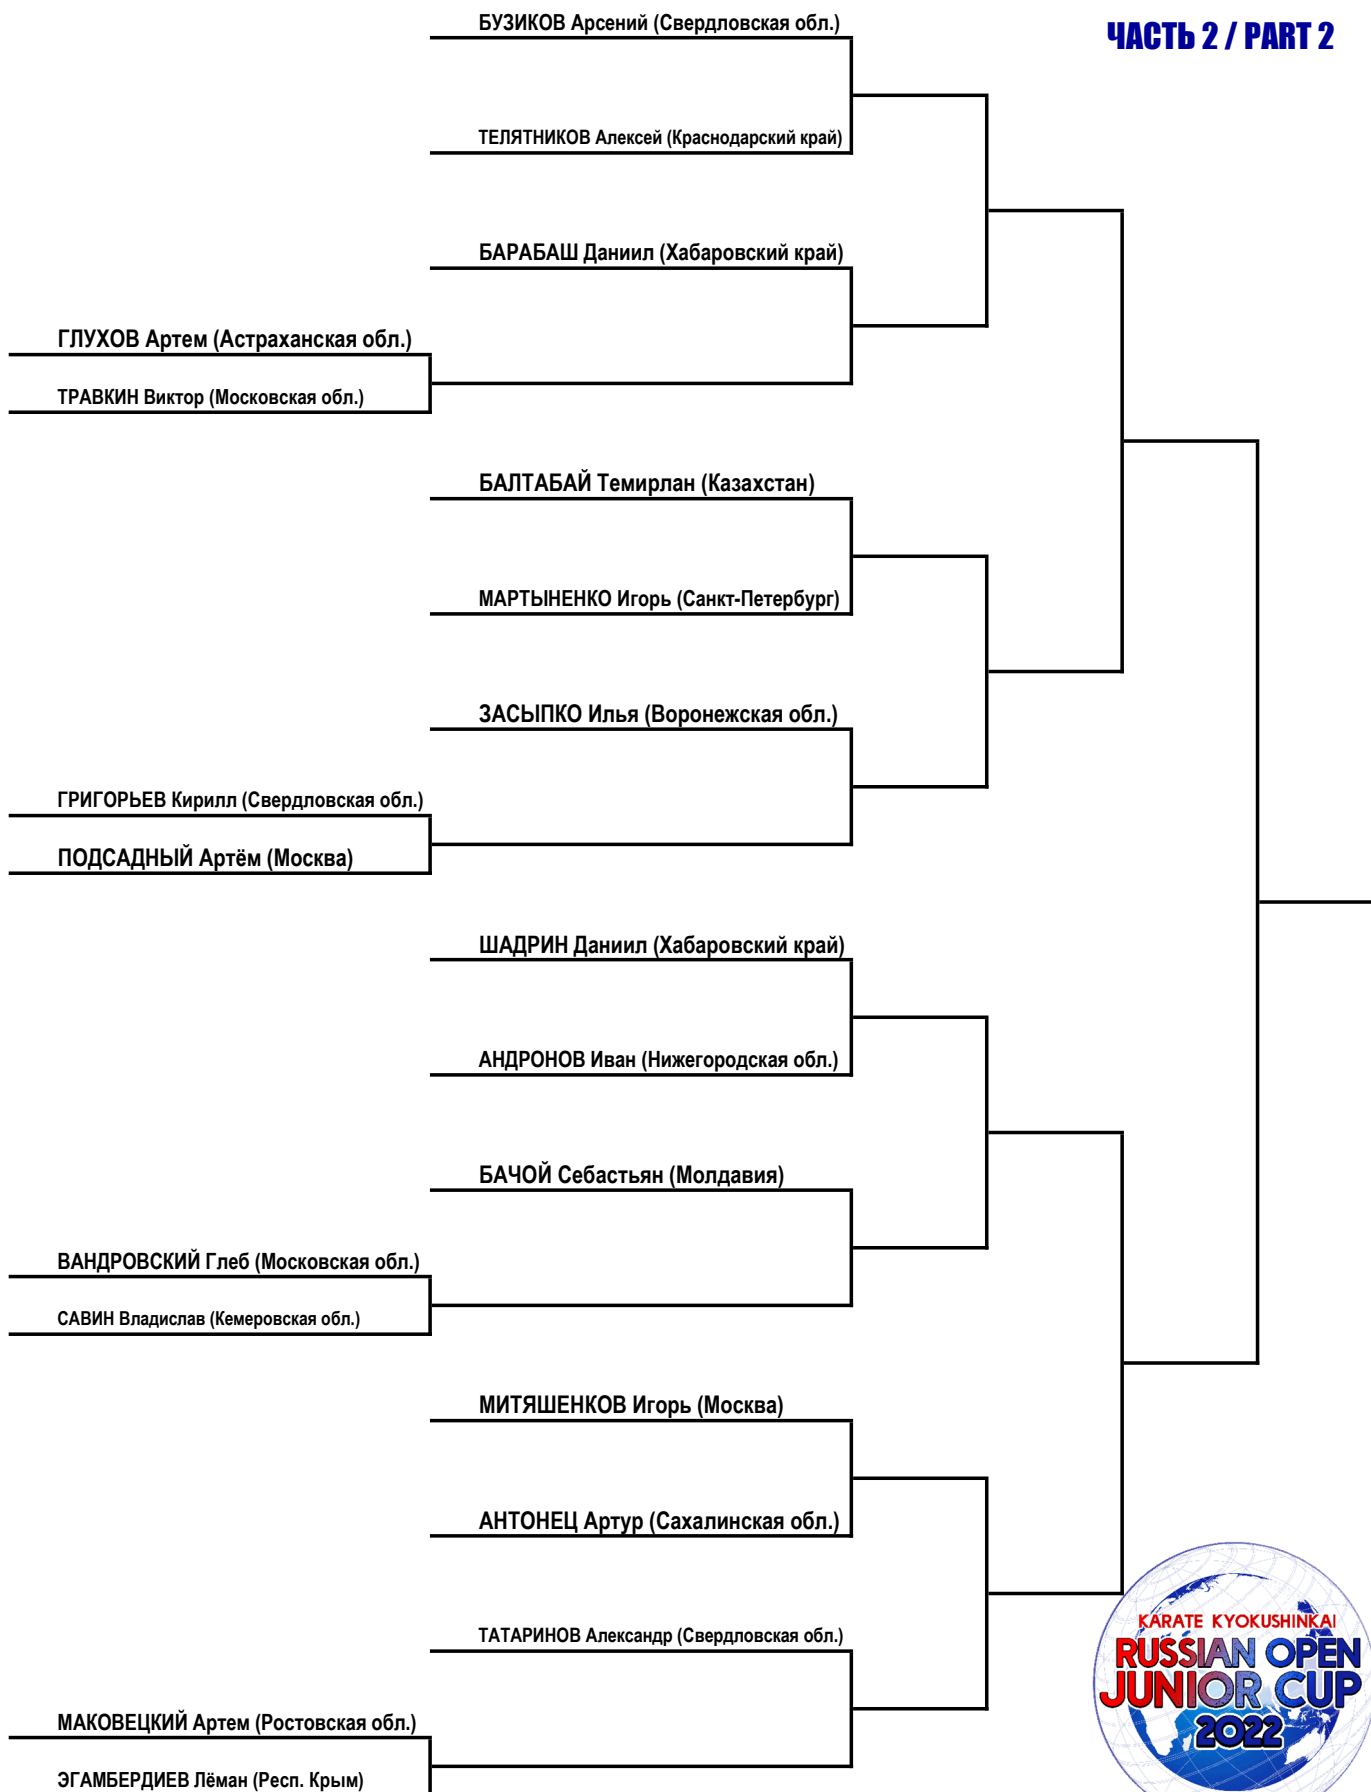 БУЗИКОВ Арсений (Свердловская обл.)
ЧАСТЬ 2 / PART 2
ТЕЛЯТНИКОВ Алексей (Краснодарский край)
БАРАБАШ Даниил (Хабаровский край)
ГЛУХОВ Артем (Астраханская обл.)
ТРАВКИН Виктор (Московская обл.)
БАЛТАБАЙ Темирлан (Казахстан)
МАРТЫНЕНКО Игорь (Санкт-Петербург)
ЗАСЫПКО Илья (Воронежская обл.)
ГРИГОРЬЕВ Кирилл (Свердловская обл.)
ПОДСАДНЫЙ Артём (Москва)
ШАДРИН Даниил (Хабаровский край)
АНДРОНОВ Иван (Нижегородская обл.)
БАЧОЙ Себастьян (Молдавия)
ВАНДРОВСКИЙ Глеб (Московская обл.)
САВИН Владислав (Кемеровская обл.)
МИТЯШЕНКОВ Игорь (Москва)
АНТОНЕЦ Артур (Сахалинская обл.)
ТАТАРИНОВ Александр (Свердловская обл.)
МАКОВЕЦКИЙ Артем (Ростовская обл.)
ЭГАМБЕРДИЕВ Лёман (Респ. Крым)
KARATE KYOKUSHINKAI
RUSSIAN OPEN
JUNIOR CUP
2022